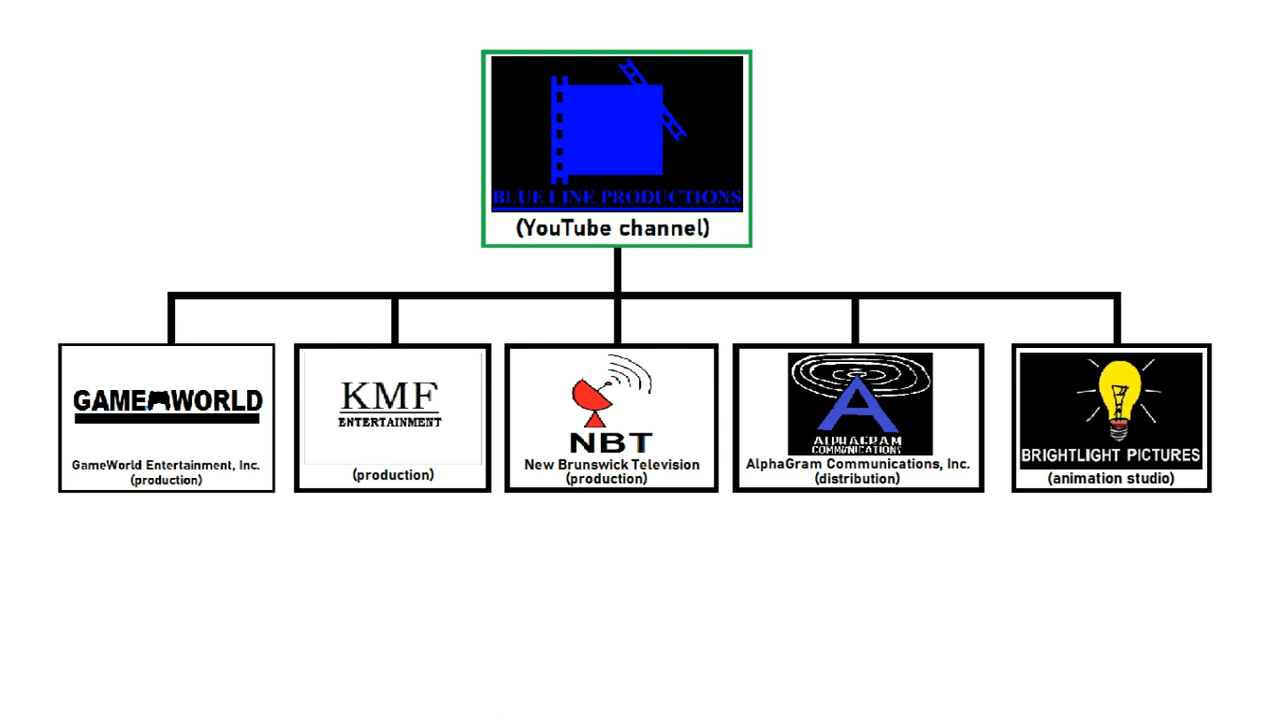 BLUE LINE PRODUCTIONS
(YouTube channel)
GAMEWORLD
GameWorld Entertainment, Inc.
(production)
KMF
ENTERTAINMENT
(production)
NBT
New Brunswick Television
(production)
ALPHAGRAM
COMMUNICATIONS
AlphaGram Communications, Inc.
(distribution)
BRIGHTLIGHT PICTURES
(animation studio)